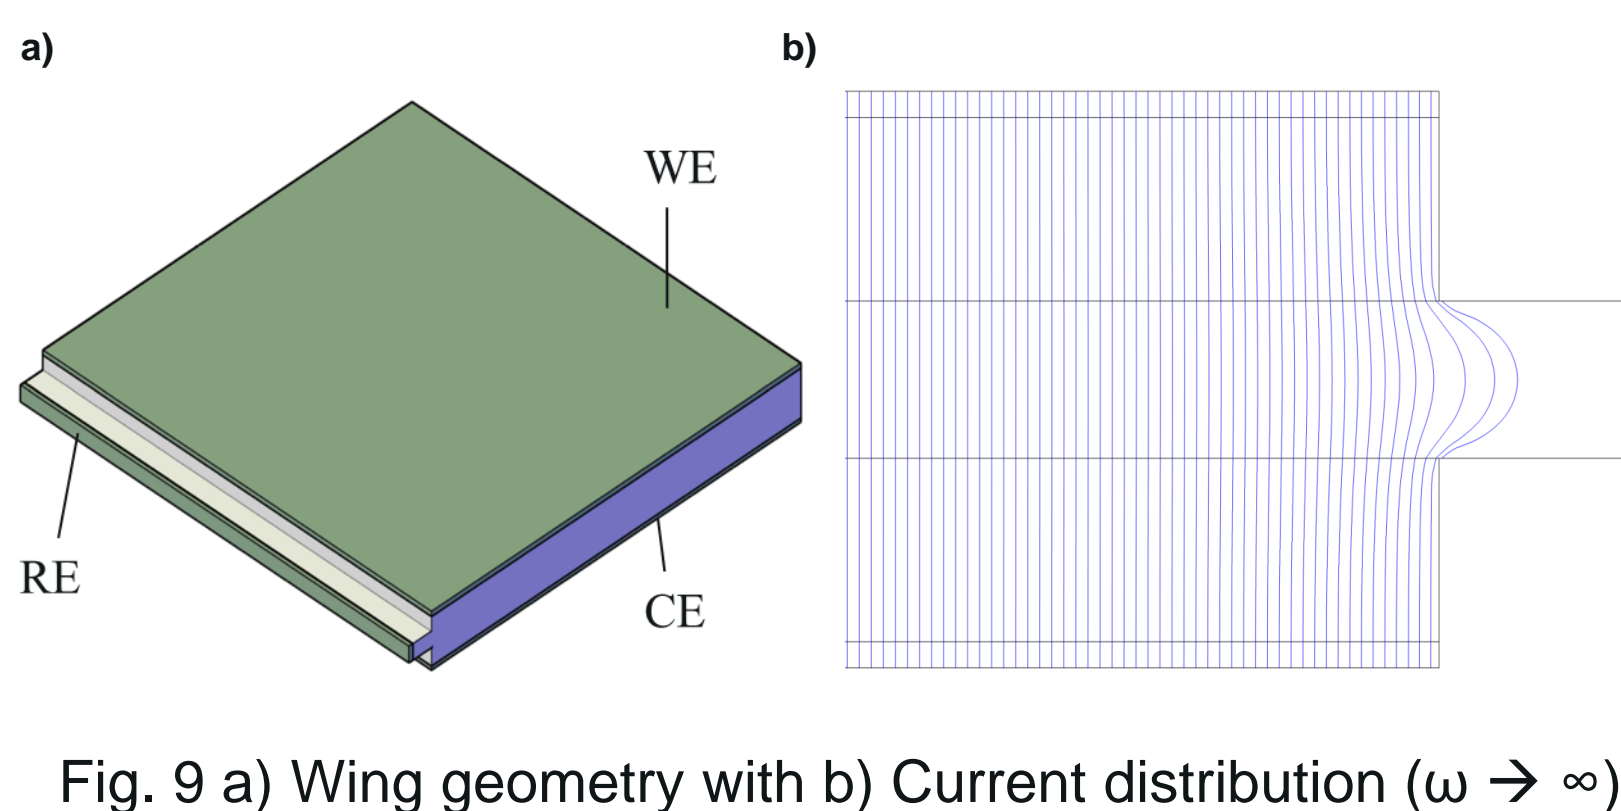 a)
b)
WE
RE
CE
Fig. 9 a) Wing geometry with b) Current distribution (ω → ∞)